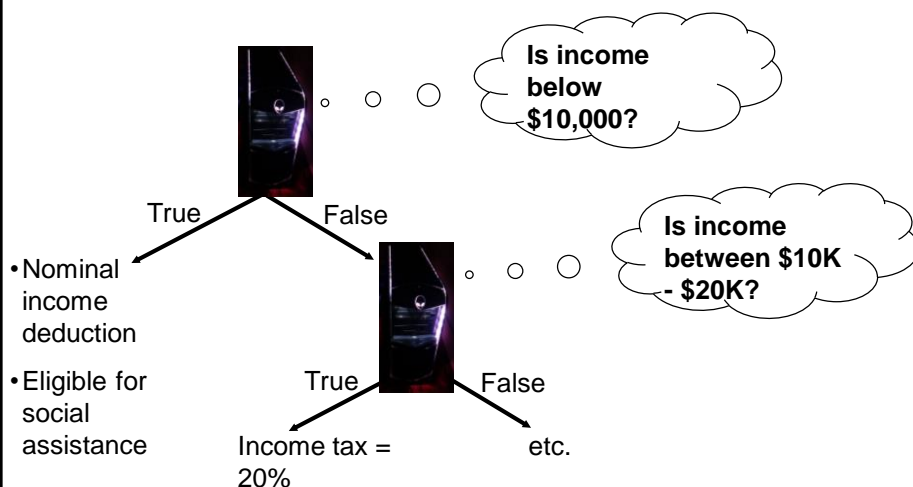 Is income
below
$10,000?
True
False
Is income
between $10K
- $20K?
•Nominal
income
deduction
•Eligible for
social
assistance
True
False
Income tax =
20%
etc.